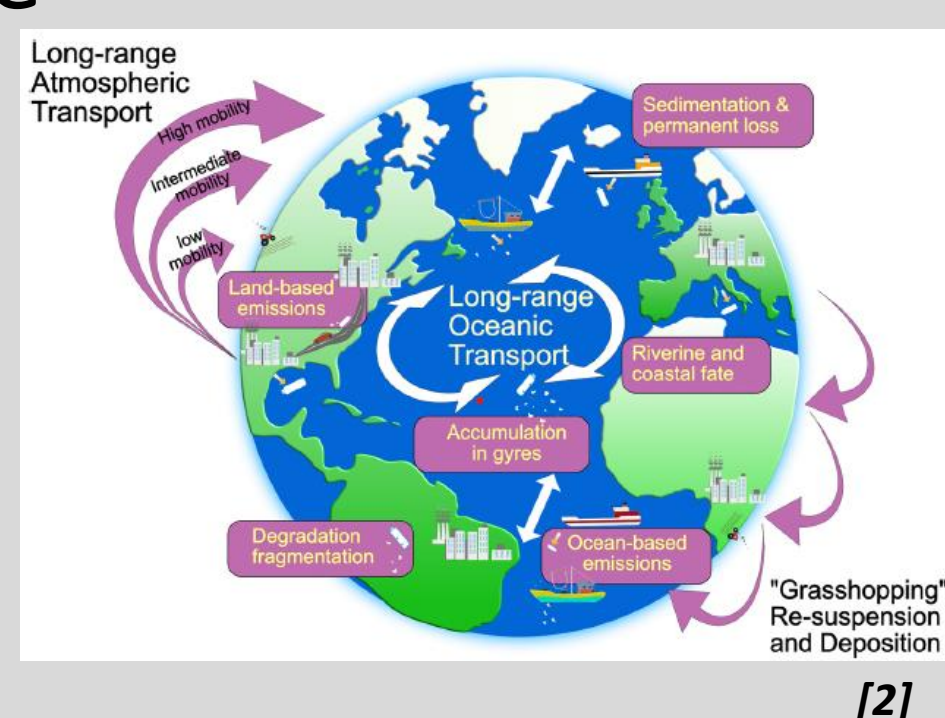 Long-range
Atmospheric
Transport
High mobility
Intermediate
mobility
low
mobility
Sedimentation &
permanent loss
Land-based
emissions
Long-range
Oceanic
Transport
Riverine and
coastal fate
Accumulation
in gyres
Degradation
fragmentation
Ocean-based
emissions
"Grasshopping"
Re-suspension
and Deposition
[2]